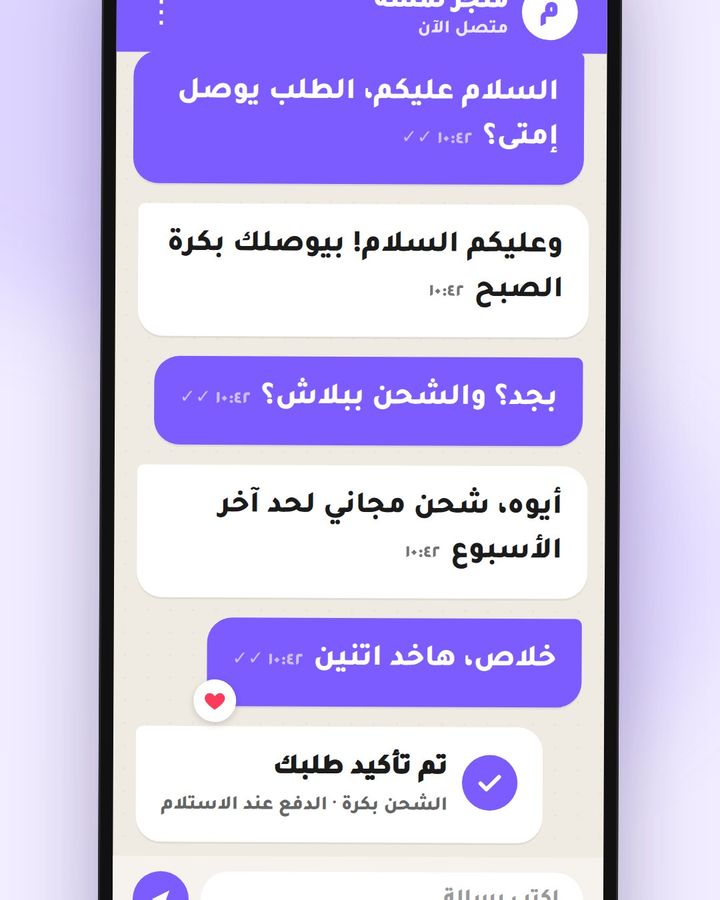 م
متصل الآن
السلام عليكم، الطلب يوصل
إمتى؟ ١٠:٤٢ ✓✓
وعليكم السلام! بيوصلك بكرة
الصبح ١٠:٤٢
بجد؟ والشحن ببلاش؟ ١٠:٤٢ ✓✓
أيوه، شحن مجاني لحد آخر
الأسبوع ١٠:٤٢
خلاص، هاخد اتنين ١٠:٤٢ ✓✓
تم تأكيد طلبك
الشحن بكرة · الدفع عند الاستلام
اكتب رسالة